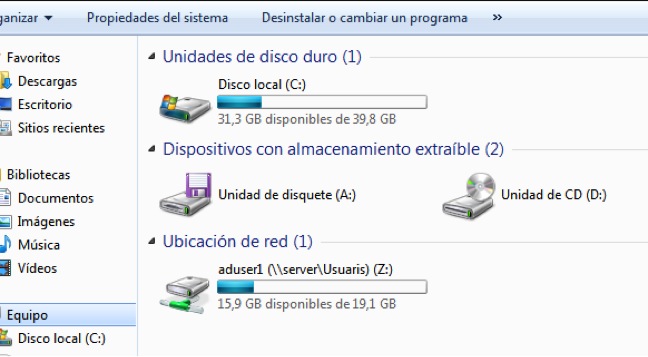 Propiedades del sistema Desinstalar o cambiar un programa »
Favoritos
Descargas
Escritorio
Sitios recientes
Bibliotecas
Documentos
Imágenes
Música
Vídeos
Equipo
Disco local (C:)
Unidades de disco duro (1)
Disco local (C:)
31,3 GB disponibles de 39,8 GB
Dispositivos con almacenamiento extraíble (2)
Unidad de disquete (A:)
Unidad de CD (D:)
Ubicación de red (1)
aduser1 (\\server\Usuaris) (Z:)
15,9 GB disponibles de 19,1 GB